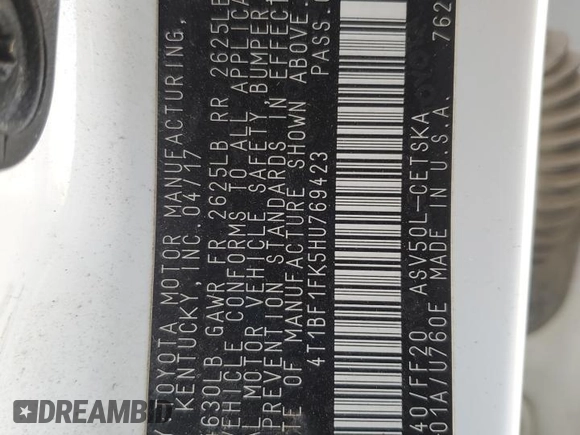 TOYOTA MOTOR MANUFACTURING,
KENTUCKY, INC. 04/17
630LB GAWR FR 2625LB RR 2625LB
VEHICLE CONFORMS TO ALL APPLICA
MOTOR VEHICLE SAFETY, BUMPER
PREVENTION STANDARDS IN EFFECT
TE OF MANUFACTURE SHOWN ABOVE.
4T1BF1FK5HU769423 PASS.
40/FF20 ASV50L-CETSKA
01A/U760E MADE IN U.S.A. 762
DREAMBID